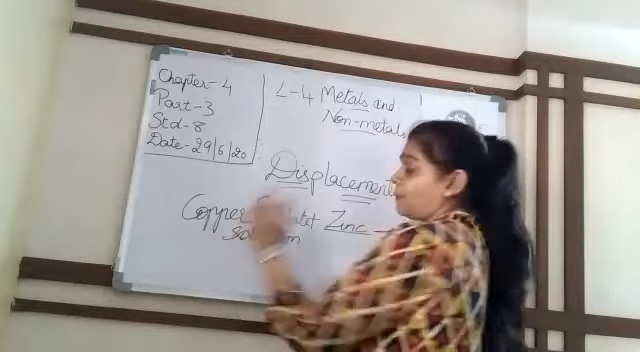 Chapter-4
Part-3
Std-8
Date-29/6/20
L-4 Metals and
Non-metals
Displacement
Copper Zinc